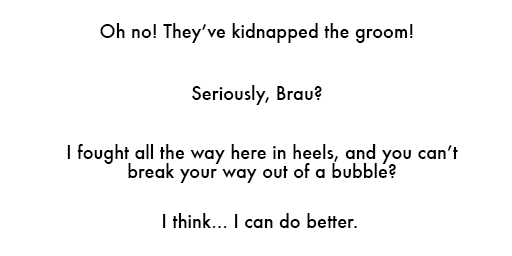 Oh no! They’ve kidnapped the groom!
Seriously, Brau?
I fought all the way here in heels, and you can’t
break your way out of a bubble?
I think... I can do better.